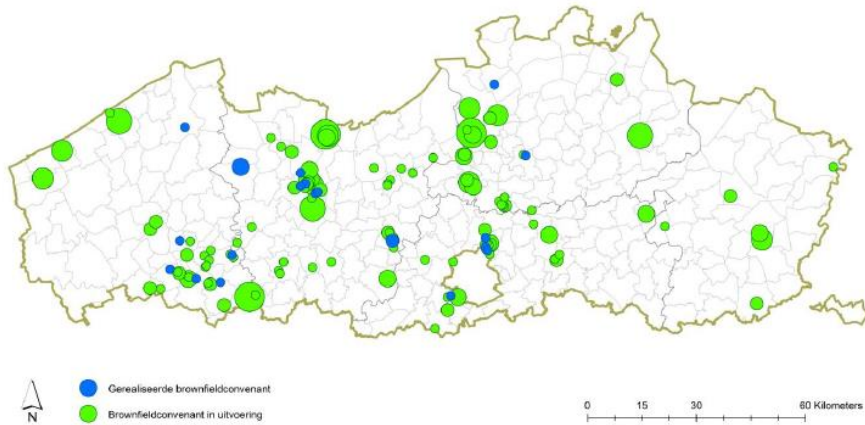 Gerealiseerde brownfieldconvenant
Brownfieldconvenant in uitvoering
N
0 15 30 60 Kilometers